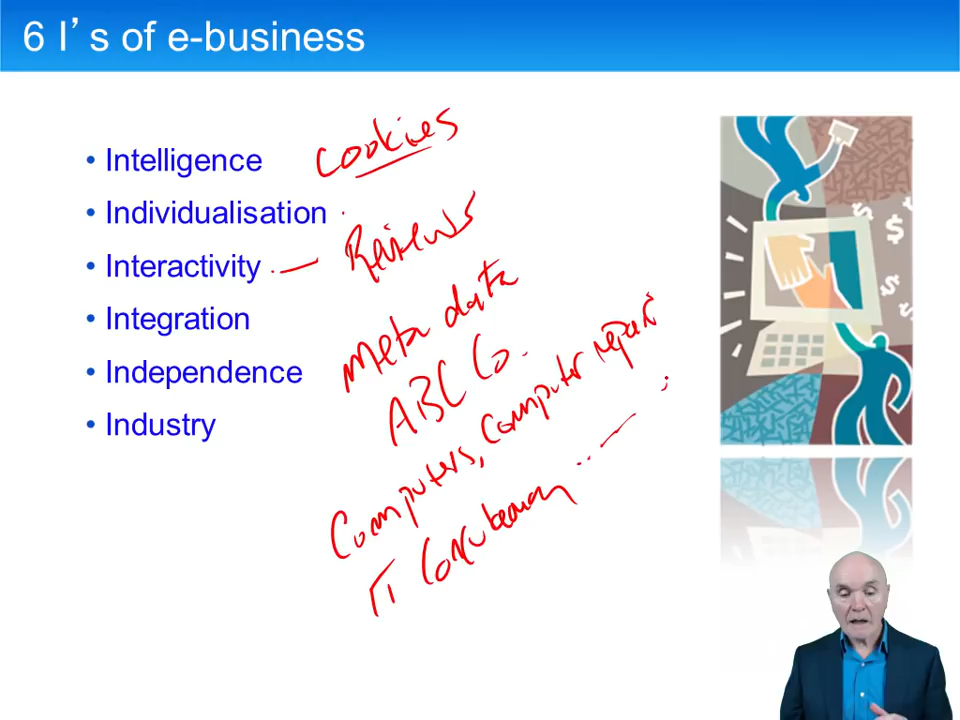 6 I's of e-business
• Intelligence
cookies
• Individualisation
Reviews
• Interactivity
• Integration
• Independence
• Industry
Meta data
ABC Co.
Computers, computer repair
IT
$
$
$
$